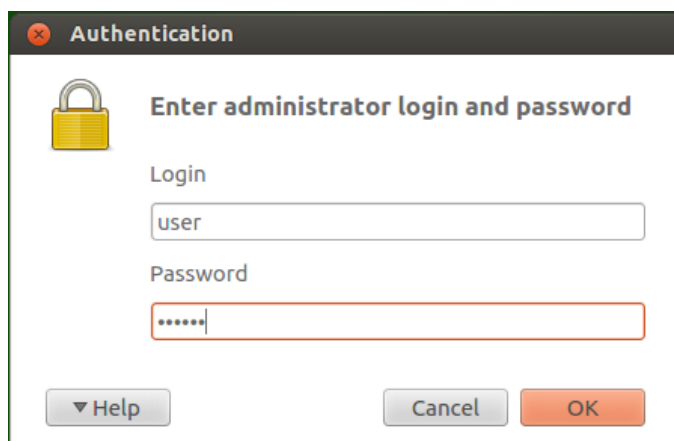 Authentication
Enter administrator login and password
Login
user
Password
••••••
Help Cancel OK